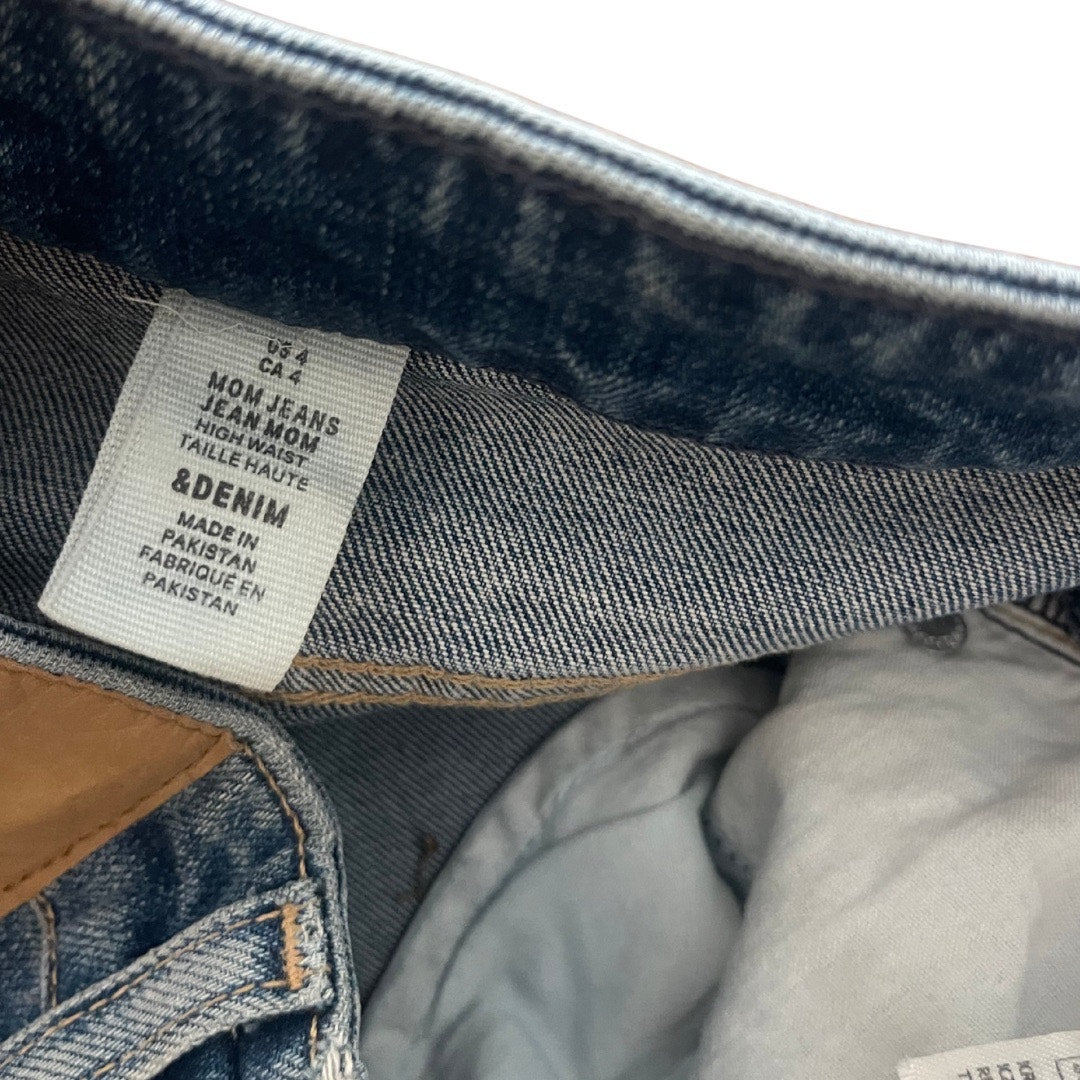 US 4
CA 4
MOM JEANS
JEAN MOM
HIGH WAIST
TAILLE HAUTE
&DENIM
MADE IN
PAKISTAN
FABRIQUÉ EN
PAKISTAN